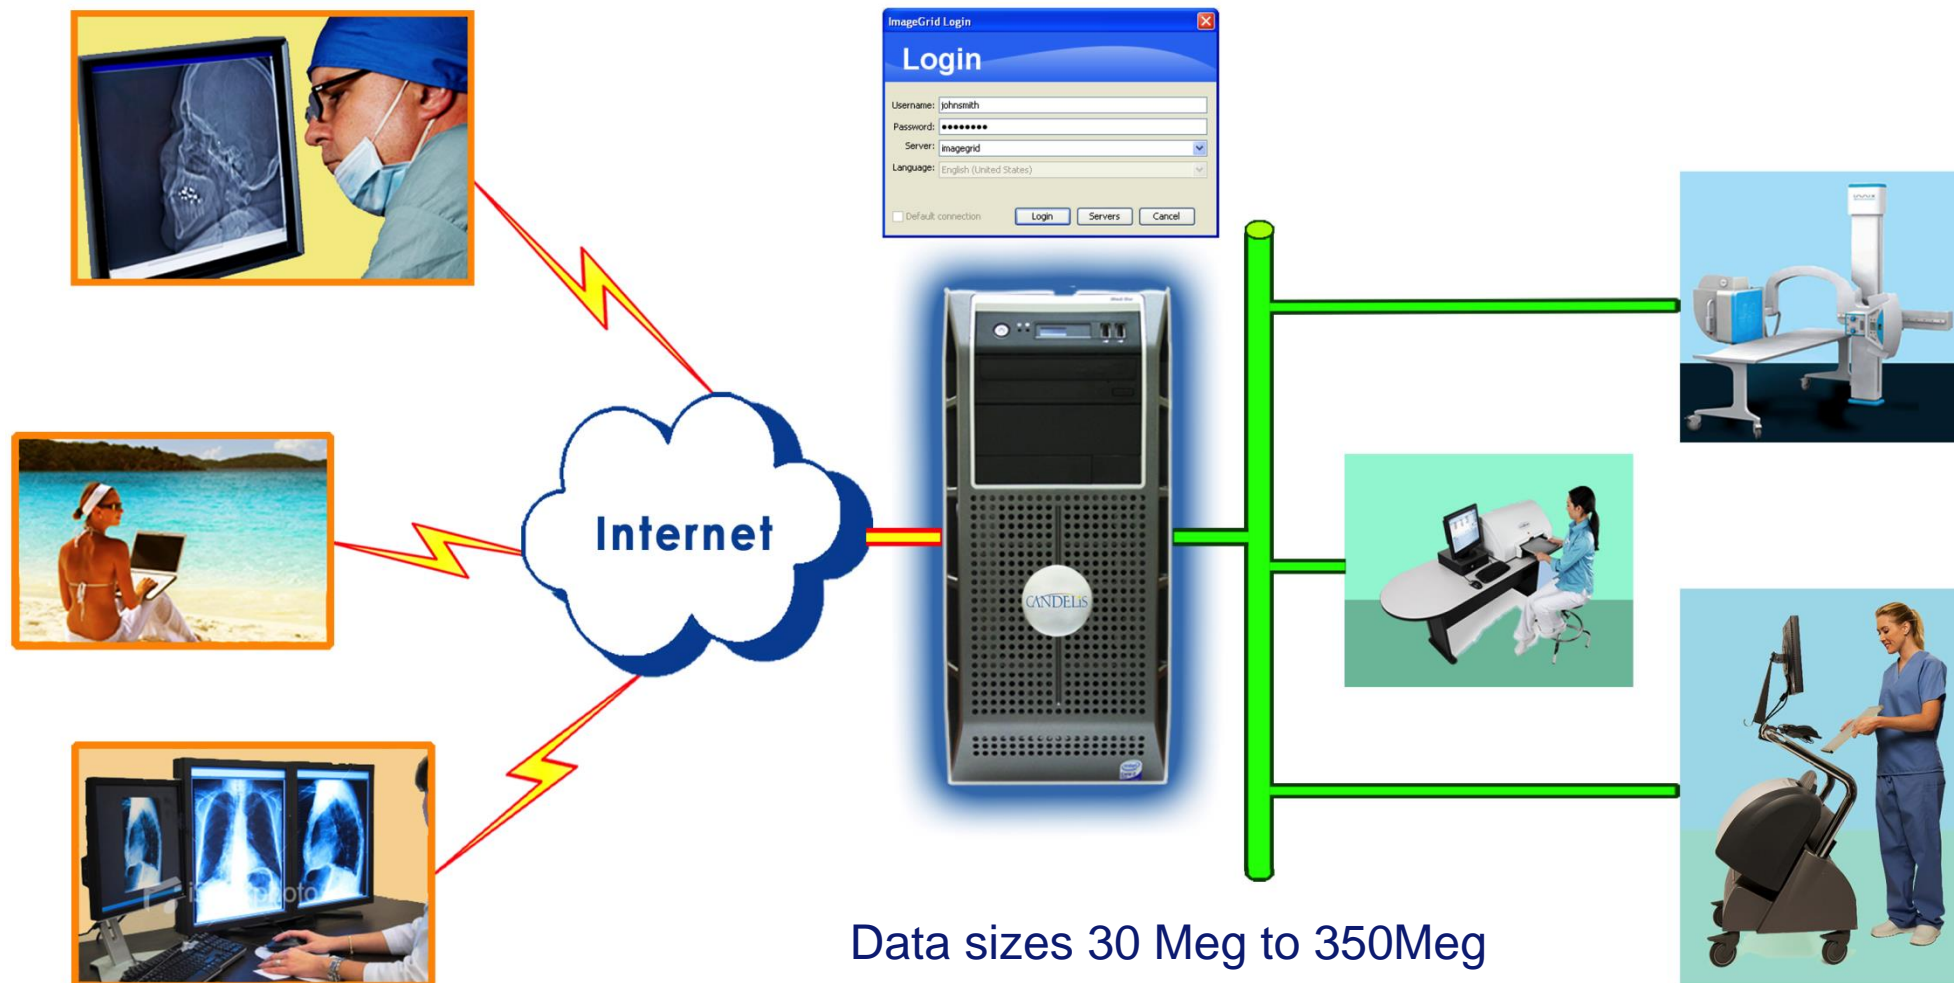 ImageGrid Login
Login
Username: johnsmith
Password: ••••••••
Server: imagegrid
Language: English (United States)
Default connection Login Servers Cancel
Internet
CANDELiS
Data sizes 30 Meg to 350Meg